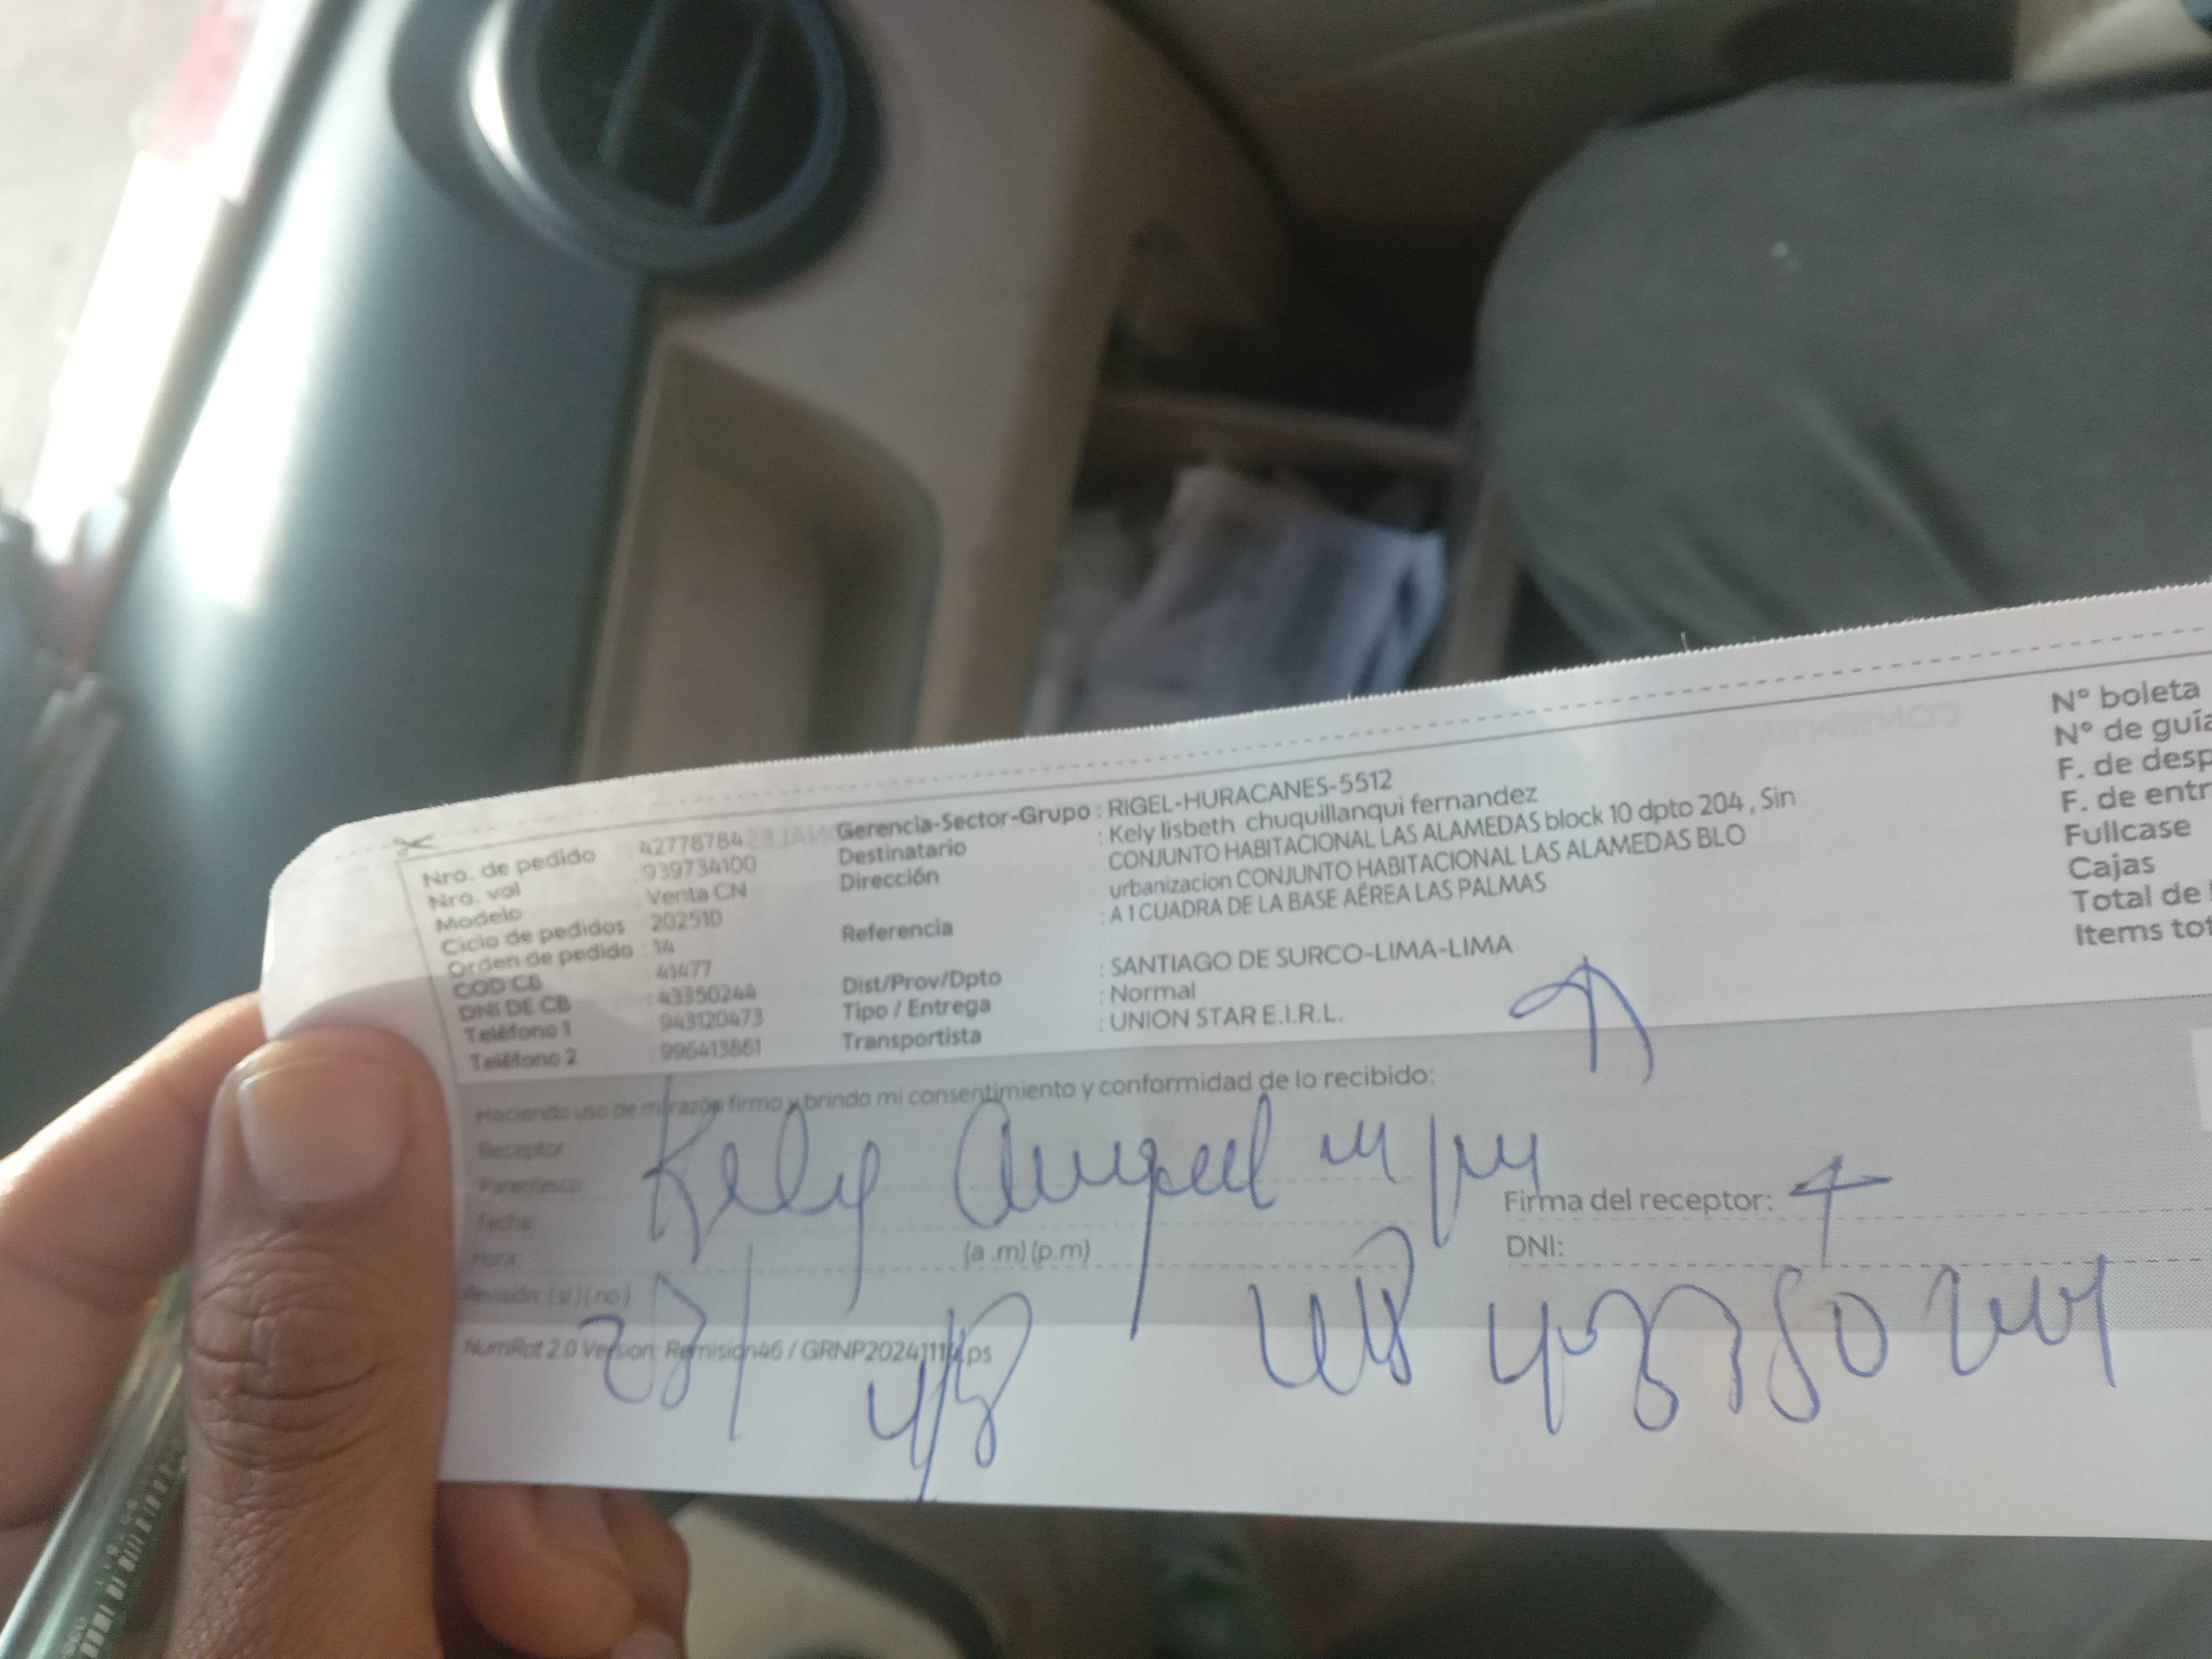 Nro. de pedido : 42778784
Nro. vol : 939734100
Modelo : Venta CN
Ciclo de pedidos : 202510
Orden de pedido : 14
COD CB : 41477
DNI DE CB : 43350244
Teléfono 1 : 943120473
Teléfono 2 : 996413861
Gerencia-Sector-Grupo : RIGEL-HURACANES-5512
Destinatario : Kely lisbeth chuquillanqui fernandez
Dirección CONJUNTO HABITACIONAL LAS ALAMEDAS block 10 dpto 204 , Sin
urbanizacion CONJUNTO HABITACIONAL LAS ALAMEDAS BLO
Referencia : A 1 CUADRA DE LA BASE AÉREA LAS PALMAS
Dist/Prov/Dpto : SANTIAGO DE SURCO-LIMA-LIMA
Tipo / Entrega : Normal
Transportista : UNION STAR E.I.R.L.
N° boleta
N° de guía
F. de desp
F. de entr
Fullcase
Cajas
Total de
Items tot
Haciendo uso de mi razón firmo y brindo mi consentimiento y conformidad de lo recibido:
Receptor: Kely
Parentesco
Fecha:
Hora: (a .m) (p.m)
Revisión: ( si ) ( no )
Firma del receptor:
DNI:
NumRot 2.0 Version: Remision46 / GRNP20241114.ps